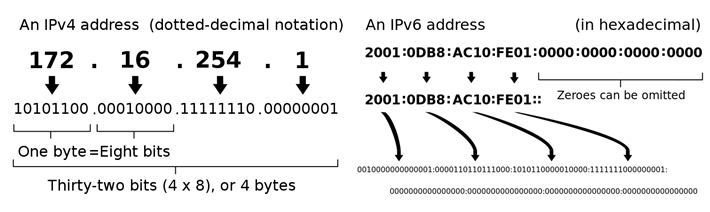 An IPv4 address (dotted-decimal notation)
172 . 16 . 254 . 1
10101100 .00010000 .11111110 .00000001
One byte=Eight bits
Thirty-two bits (4 x 8), or 4 bytes
An IPv6 address (in hexadecimal)
2001:0DB8:AC10:FE01:0000:0000:0000:0000
2001:0DB8:AC10:FE01:: Zeroes can be omitted
0010000000000001:0000110110111000:1010110000010000:1111111000000001:
0000000000000000:0000000000000000:0000000000000000:0000000000000000